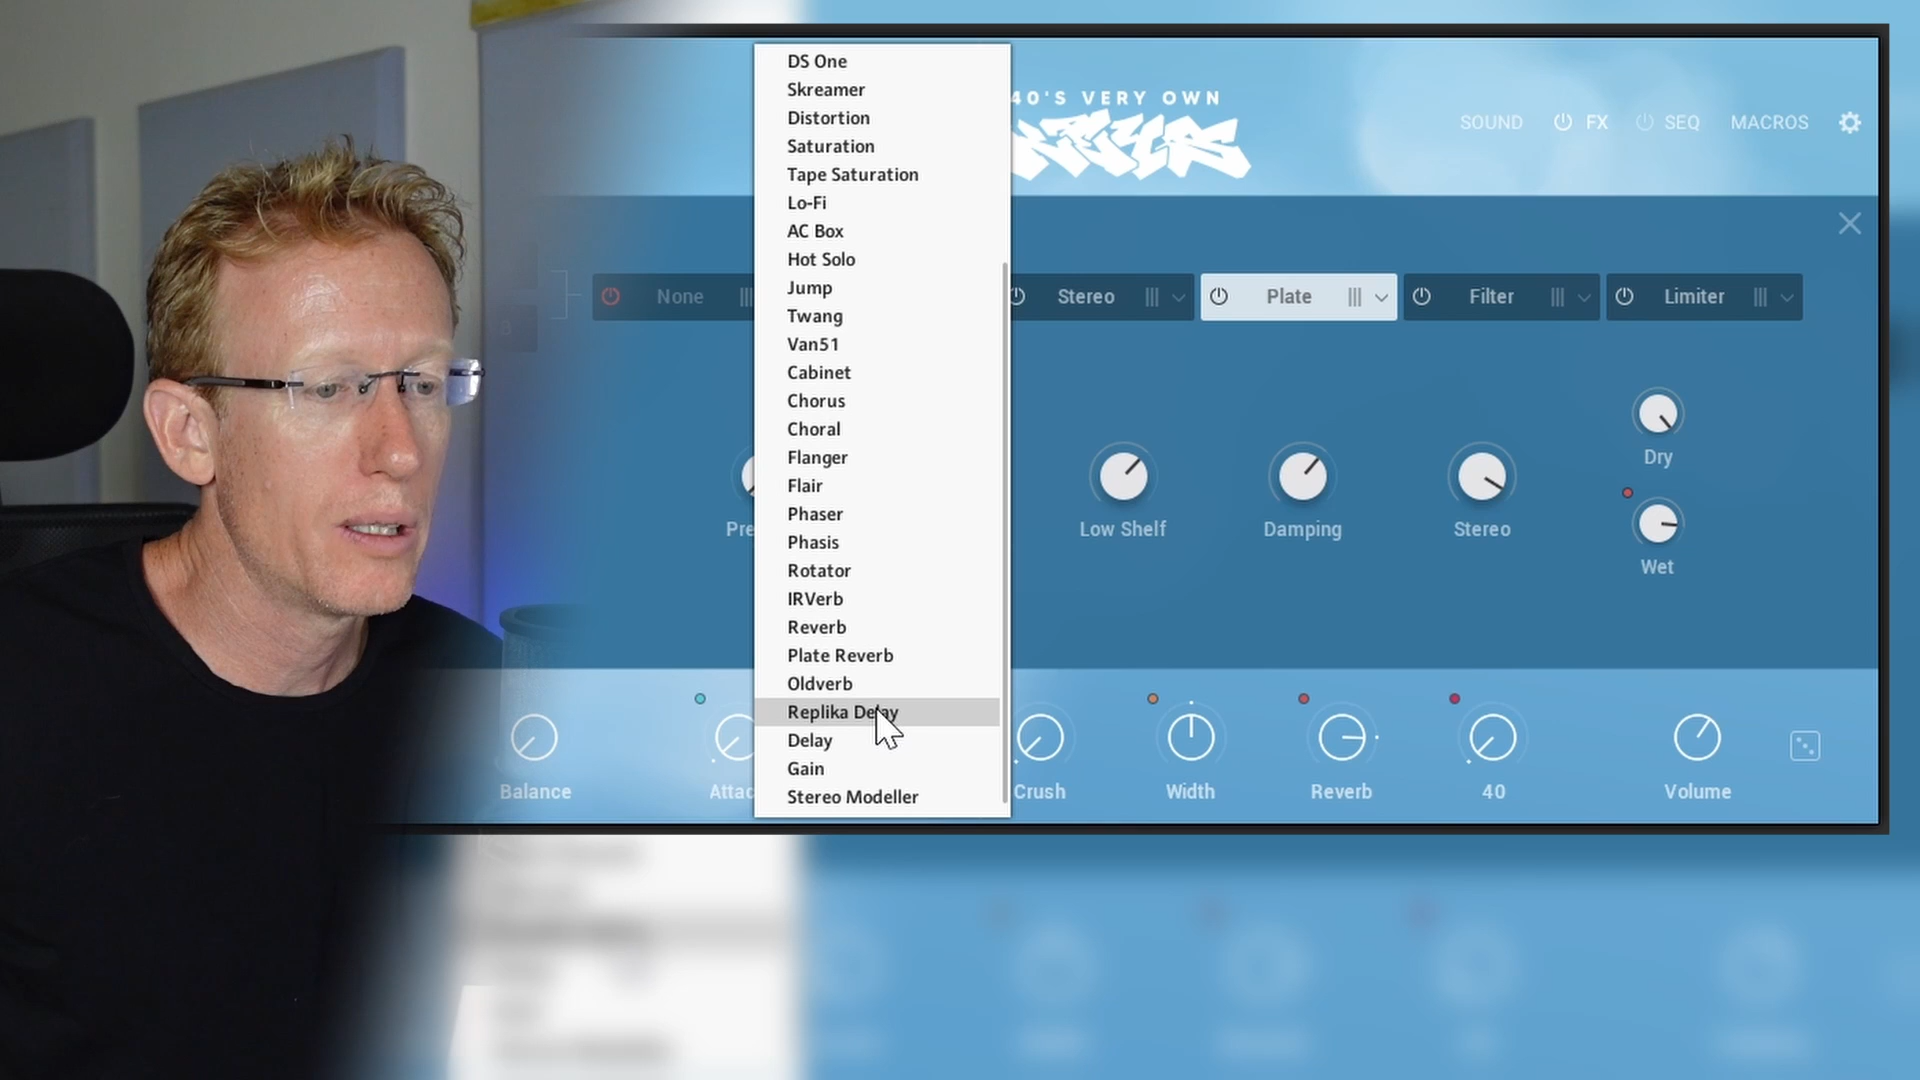 DS One
Skreamer
Distortion
Saturation
Tape Saturation
Lo-Fi
AC Box
Hot Solo
Jump
Twang
Van51
Cabinet
Chorus
Choral
Flanger
Flair
Phaser
Phasis
Rotator
IRVerb
Reverb
Plate Reverb
Oldverb
Replika Delay
Delay
Gain
Stereo Modeller
40'S VERY OWN
SOUND FX SEQ MACROS
None Stereo Plate Filter Limiter
Pre
Low Shelf Damping Stereo
Dry
Wet
Balance Attac Crush Width Reverb 40 Volume